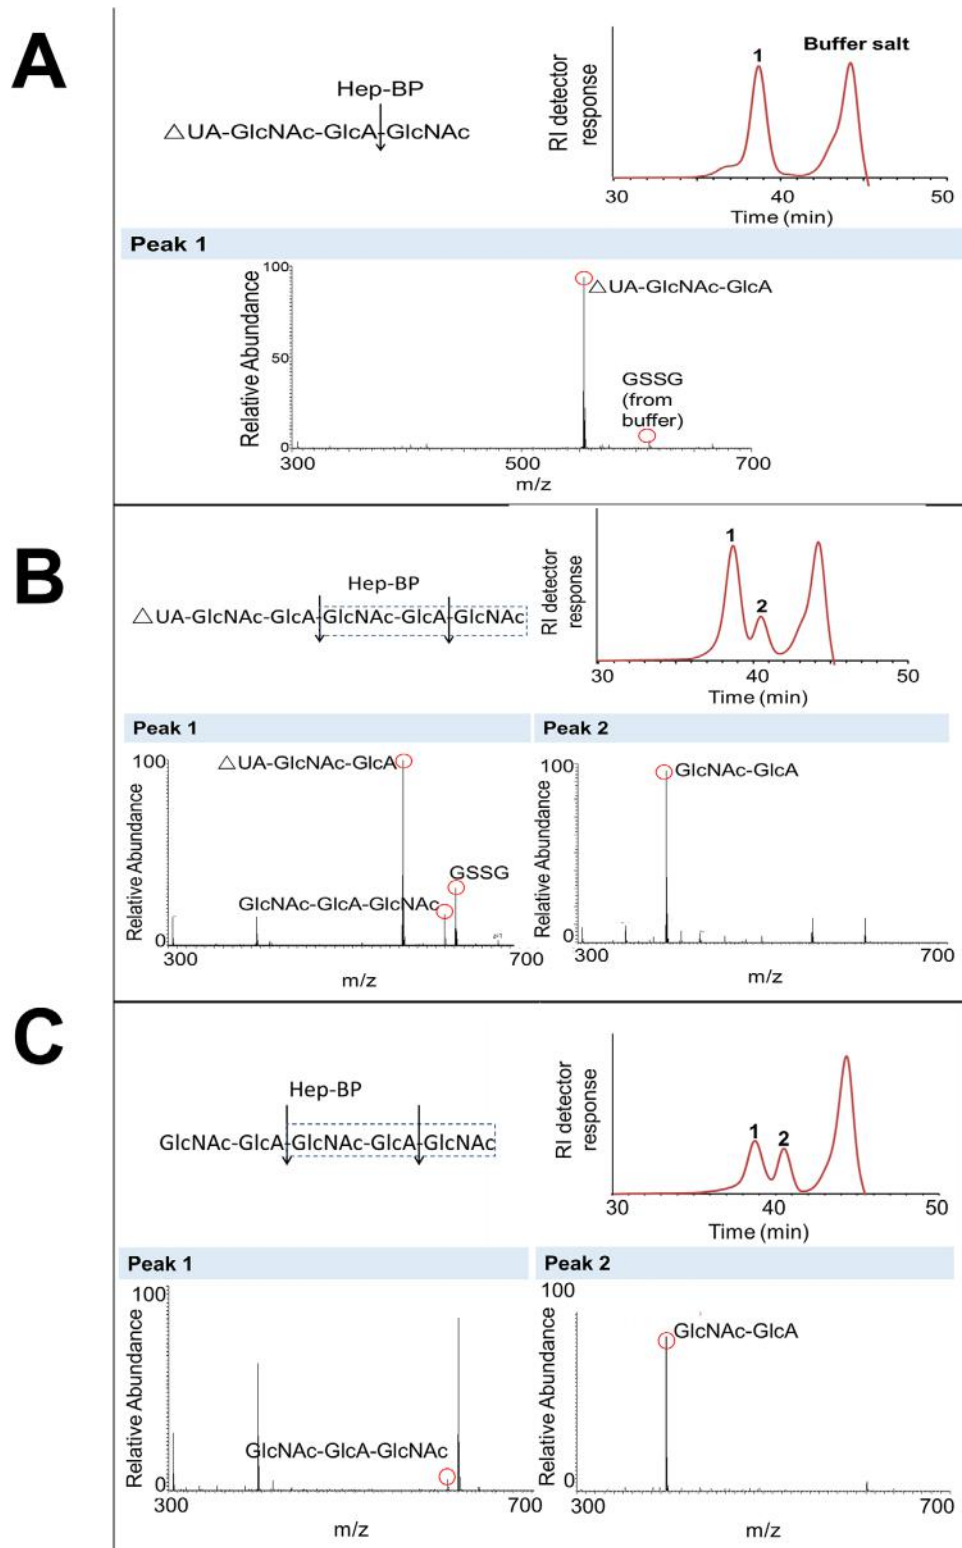 A
Hep-BP
△UA-GlcNAc-GlcA-GlcNAc
RI detector
response
1
Buffer salt
30
40
50
Time (min)
Peak 1
Relative Abundance
100
50
0
△UA-GlcNAc-GlcA
GSSG
(from
buffer)
300
500
700
m/z
B
Hep-BP
△UA-GlcNAc-GlcA-GlcNAc-GlcA-GlcNAc
RI detector
response
1
2
30
40
50
Time (min)
Peak 1
Relative Abundance
100
0
△UA-GlcNAc-GlcA
GSSG
GlcNAc-GlcA-GlcNAc
300
700
m/z
Peak 2
Relative Abundance
100
0
GlcNAc-GlcA
300
700
m/z
C
Hep-BP
GlcNAc-GlcA-GlcNAc-GlcA-GlcNAc
RI detector
response
1
2
30
40
50
Time (min)
Peak 1
Relative Abundance
100
0
GlcNAc-GlcA-GlcNAc
300
700
m/z
Peak 2
Relative Abundance
100
0
GlcNAc-GlcA
300
700
m/z